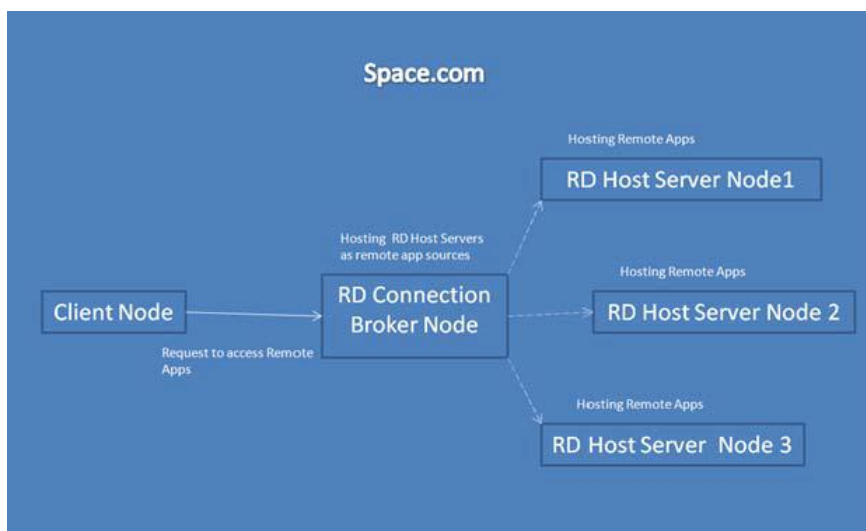 Space.com
Hosting Remote Apps
RD Host Server Node1
Hosting RD Host Servers
as remote app sources
Hosting Remote Apps
RD Connection
Broker Node
Client Node
RD Host Server Node 2
Request to access Remote
Apps
Hosting Remote Apps
RD Host Server Node 3